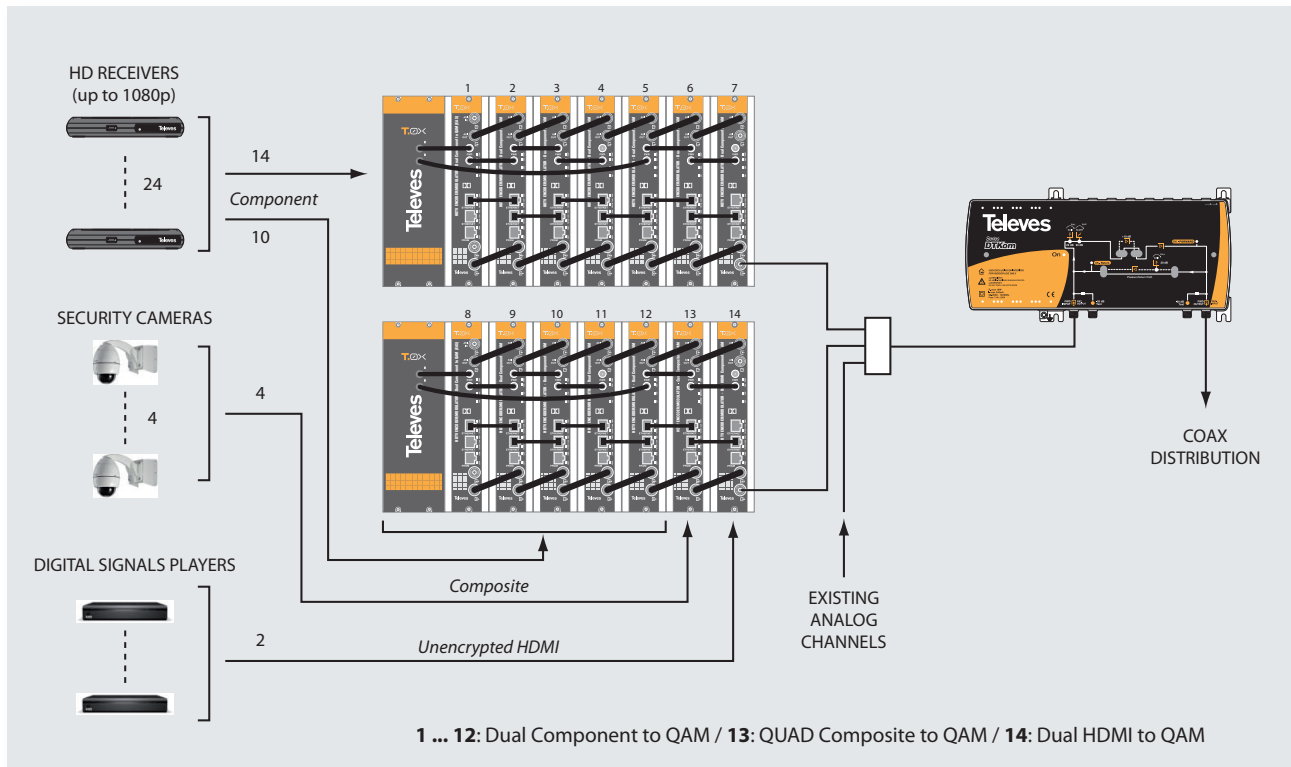 HD RECEIVERS
(up to 1080p)
24
14
Component
10
SECURITY CAMERAS
4
4
DIGITAL SIGNALS PLAYERS
2
1 2 3 4 5 6 7
T.0X
Televes
8 9 10 11 12 13 14
T.0X
Televes
Composite
Unencrypted HDMI
EXISTING
ANALOG
CHANNELS
Televes
DTKom
On
COAX
DISTRIBUTION
1 ... 12: Dual Component to QAM / 13: QUAD Composite to QAM / 14: Dual HDMI to QAM